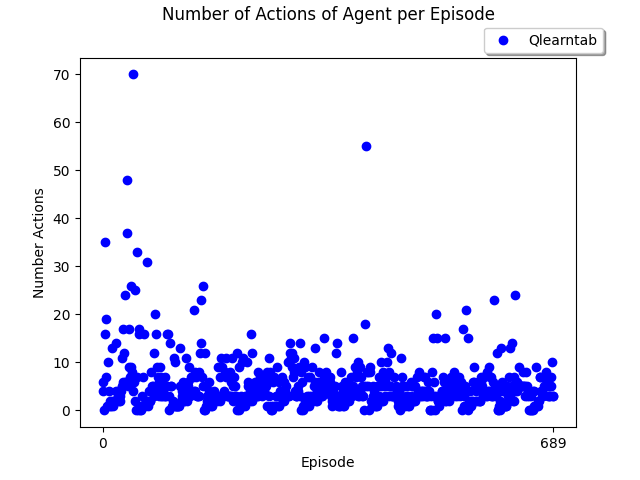 Number of Actions of Agent per Episode
Qlearntab
70
60
50
40
30
20
10
0
Number Actions
0 689
Episode